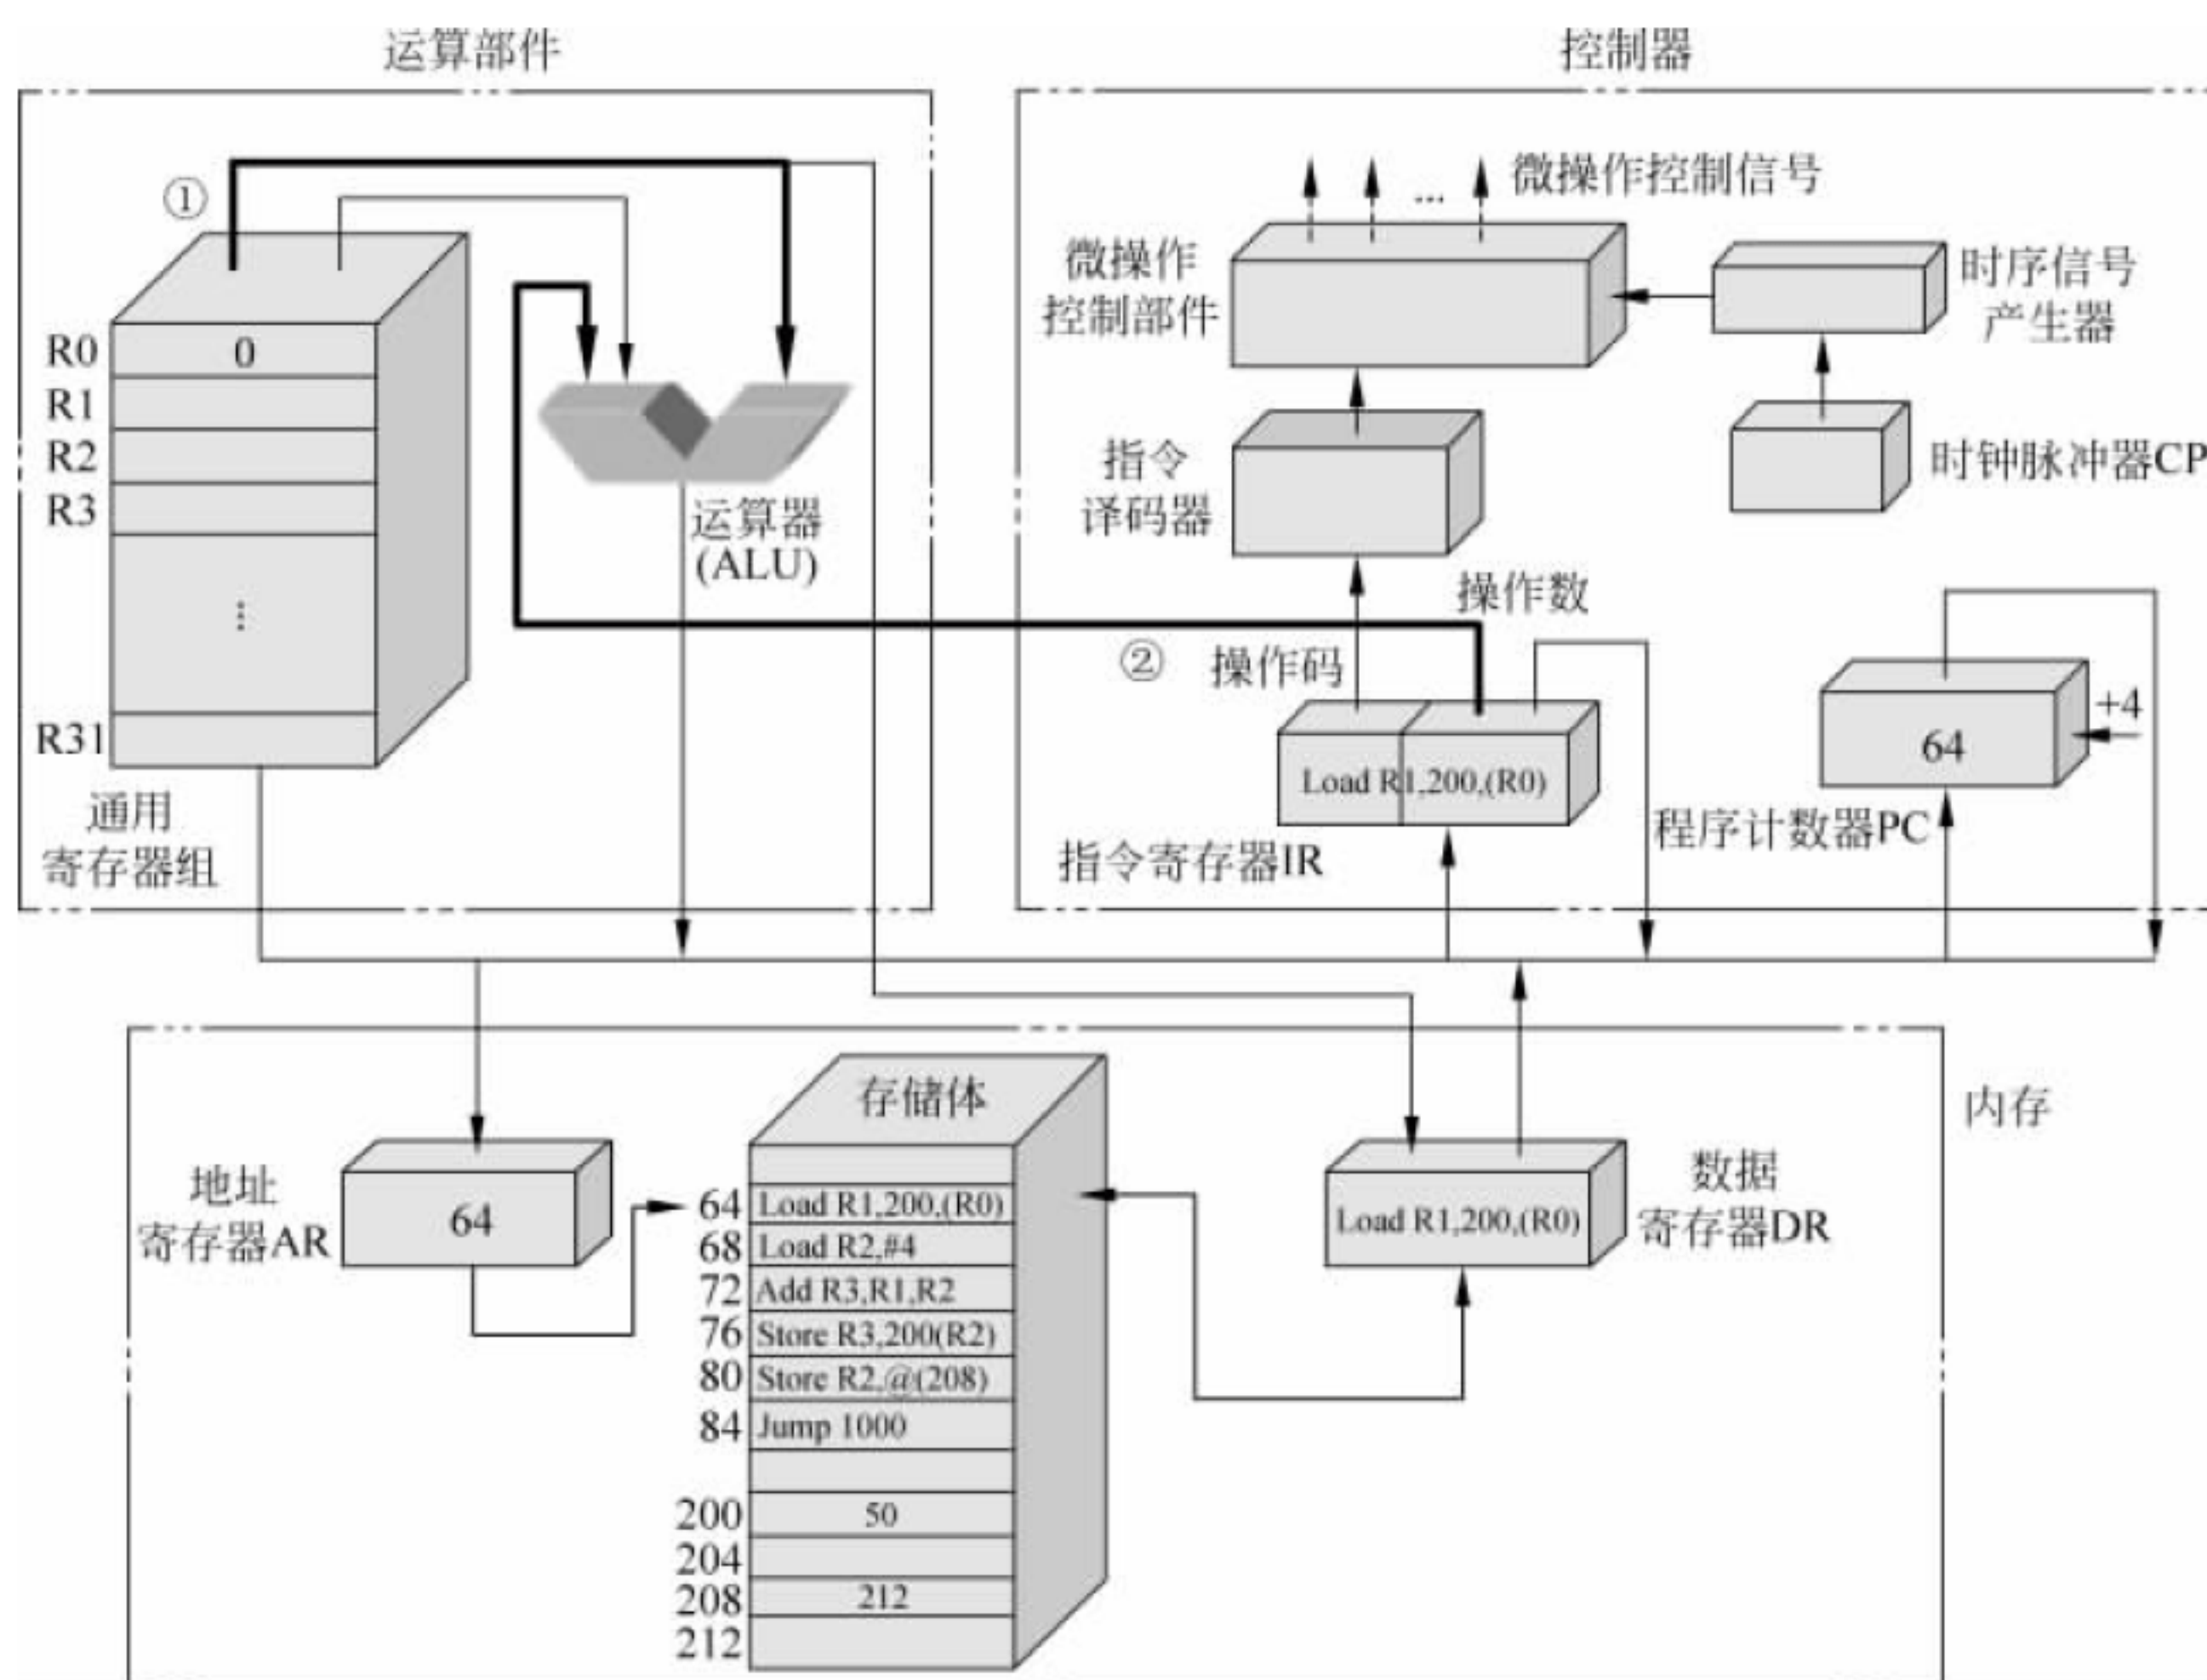 运算部件
控制器
①
微操作控制信号
...
微操作
控制部件
时序信号
产生器
R0
0
R1
R2
R3
⋮
R31
运算器
(ALU)
指令
译码器
时钟脉冲器CP
操作数
②
操作码
+4
64
Load R1,200,(R0)
通用
寄存器组
指令寄存器IR
程序计数器PC
存储体
内存
地址
寄存器AR
64
数据
寄存器DR
Load R1,200,(R0)
64 Load R1,200,(R0)
68 Load R2,#4
72 Add R3,R1,R2
76 Store R3,200(R2)
80 Store R2,@(208)
84 Jump 1000
200 50
204
208 212
212